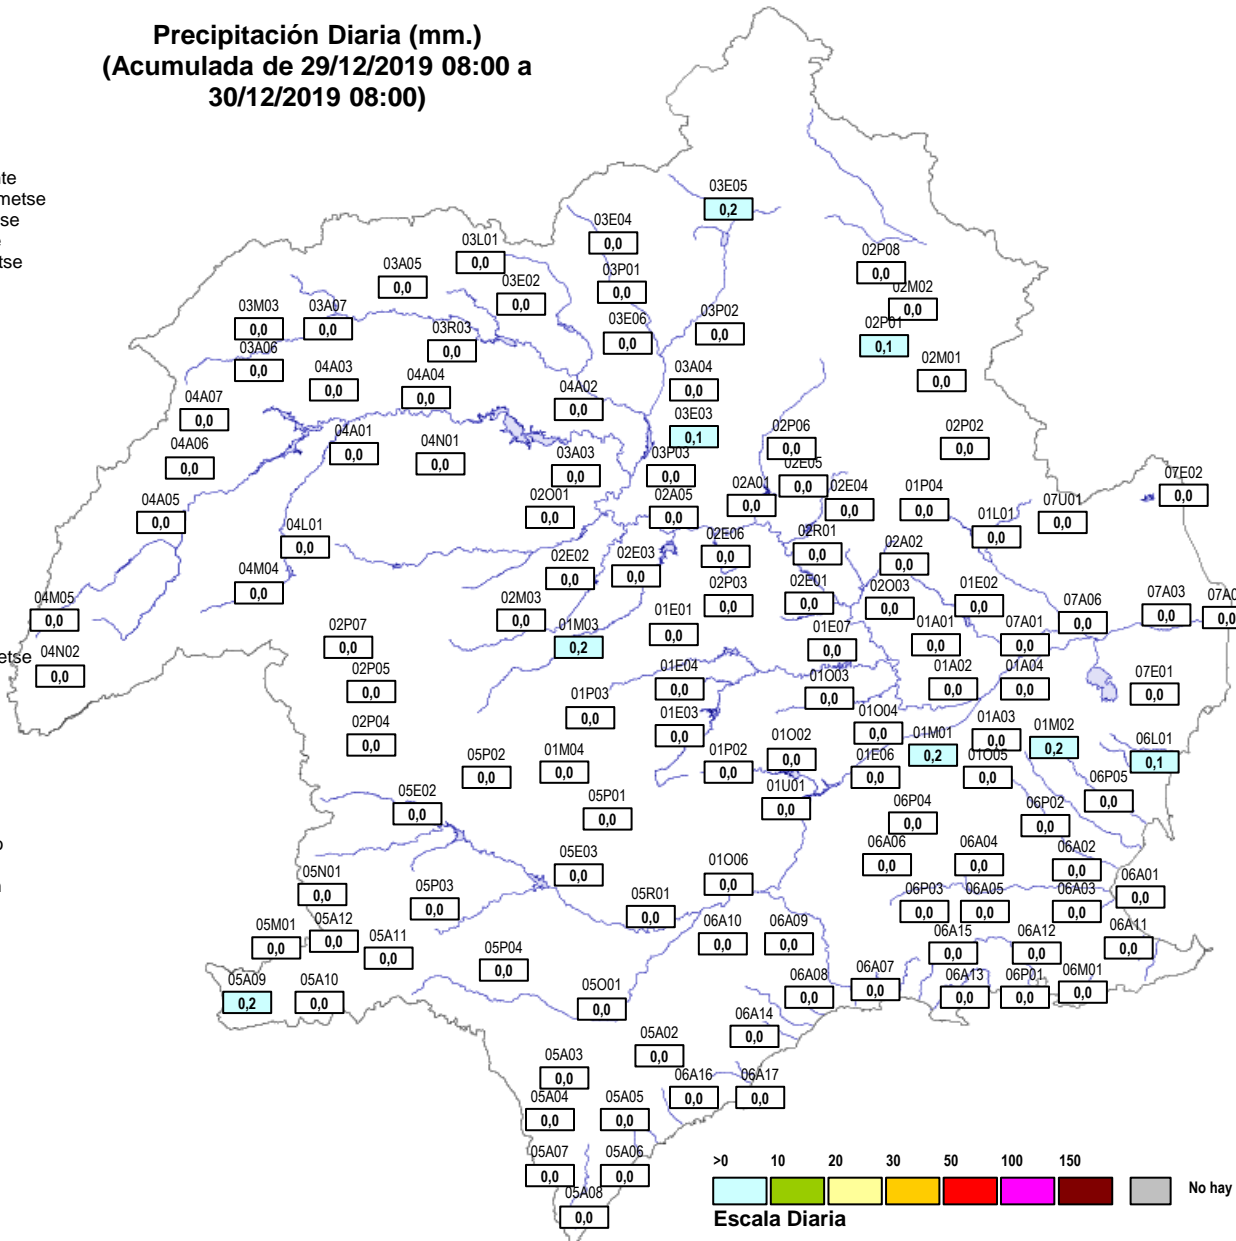 Precipitación Diaria (mm.)
(Acumulada de 29/12/2019 08:00 a
30/12/2019 08:00)
03E05
0,2
03E04
0,0
03L01
0,0
02P08
0,0
03A05
0,0
03P01
0,0
03E02
0,0
02M02
0,0
03M03
0,0
03A07
0,0
03P02
0,0
03E06
0,0
02P01
0,1
03R03
0,0
03A06
0,0
02M01
0,0
04A03
0,0
04A04
0,0
03A04
0,0
04A02
0,0
04A07
0,0
03E03
0,1
04A01
0,0
04N01
0,0
02P06
0,0
02P02
0,0
04A06
0,0
03A03
0,0
03P03
0,0
02E05
0,0
07E02
0,0
02A01
0,0
02E04
0,0
01P04
0,0
04A05
0,0
02O01
0,0
02A05
0,0
07U01
0,0
01L01
0,0
04L01
0,0
02E06
0,0
02R01
0,0
02A02
0,0
02E02
0,0
02E03
0,0
04M04
0,0
02P03
0,0
02E01
0,0
02O03
0,0
01E02
0,0
04M05
0,0
02M03
0,0
07A03
0,0
07A0
0,0
07A06
0,0
01E01
0,0
02P07
0,0
01M03
0,2
01E07
0,0
01A01
0,0
07A01
0,0
04N02
0,0
02P05
0,0
01E04
0,0
01O03
0,0
01A02
0,0
01A04
0,0
07E01
0,0
01P03
0,0
02P04
0,0
01E03
0,0
01O04
0,0
01A03
0,0
01M02
0,2
01M01
0,2
06L01
0,1
05P02
0,0
01M04
0,0
01P02
0,0
01O02
0,0
01E06
0,0
01O05
0,0
05E02
0,0
05P01
0,0
01U01
0,0
06P05
0,0
06P04
0,0
06P02
0,0
05E03
0,0
06A06
0,0
06A04
0,0
06A02
0,0
05N01
0,0
01O06
0,0
06A01
0,0
05P03
0,0
05R01
0,0
06P03
0,0
06A05
0,0
06A03
0,0
05M01
0,0
05A12
0,0
05A11
0,0
06A10
0,0
06A09
0,0
06A15
0,0
06A12
0,0
06A11
0,0
05P04
0,0
05A09
0,2
05A10
0,0
05O01
0,0
06A08
0,0
06A07
0,0
06A13
0,0
06P01
0,0
06M01
0,0
06A14
0,0
05A02
0,0
05A03
0,0
06A16
0,0
06A17
0,0
05A04
0,0
05A05
0,0
05A07
0,0
05A06
0,0
05A08
0,0
>0 10 20 30 50 100 150
No hay
Escala Diaria